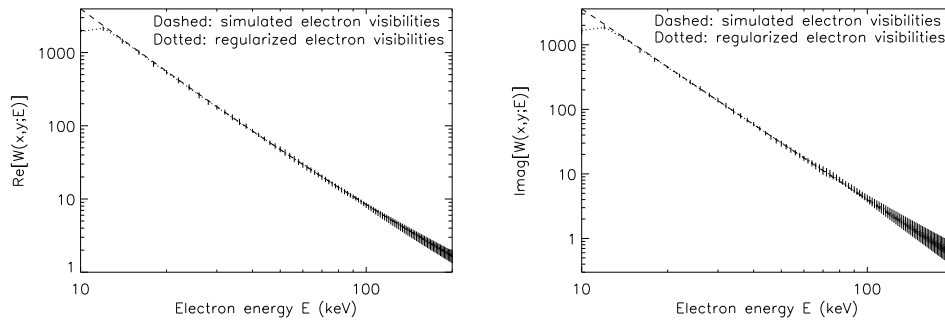 Dashed: simulated electron visibilities
Dotted: regularized electron visibilities
1000
100
10
1
Re[W(x,y;E)]
10
100
Electron energy E (keV)
Dashed: simulated electron visibilities
Dotted: regularized electron visibilities
1000
100
10
1
Imag[W(x,y;E)]
10
100
Electron energy E (keV)